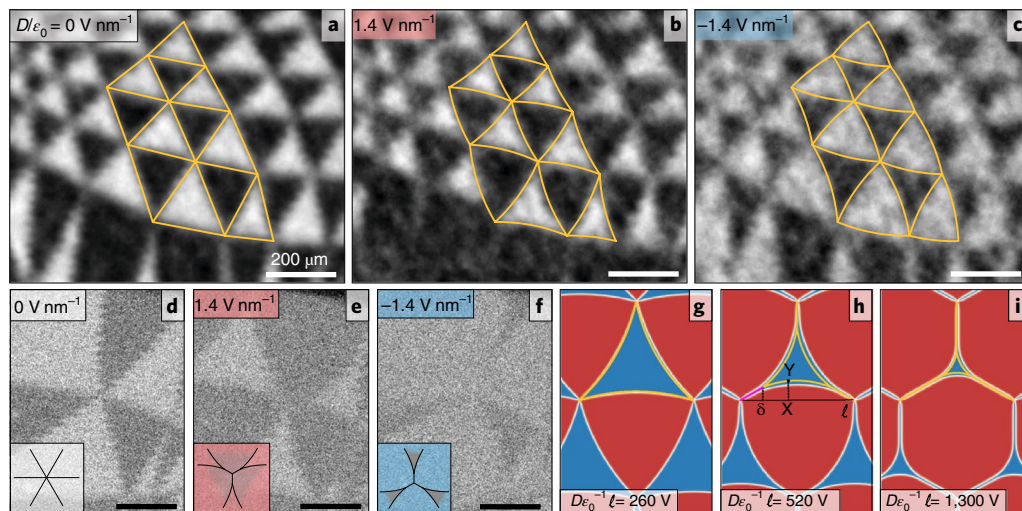 D/ε₀ = 0 V nm⁻¹ a
1.4 V nm⁻¹ b
−1.4 V nm⁻¹ c
200 µm
0 V nm⁻¹ d
1.4 V nm⁻¹ e
−1.4 V nm⁻¹ f
g
h
i
Y
δ X ℓ
Dε₀⁻¹ ℓ = 260 V
Dε₀⁻¹ ℓ = 520 V
Dε₀⁻¹ ℓ = 1,300 V